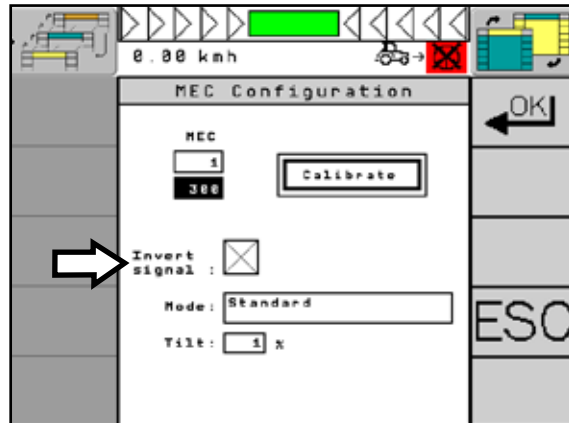 0.00 kmh
MEC Configuration
OK
MEC
1
300
Calibrate
Invert
signal :
Mode: Standard
Tilt: 1 %
ESC